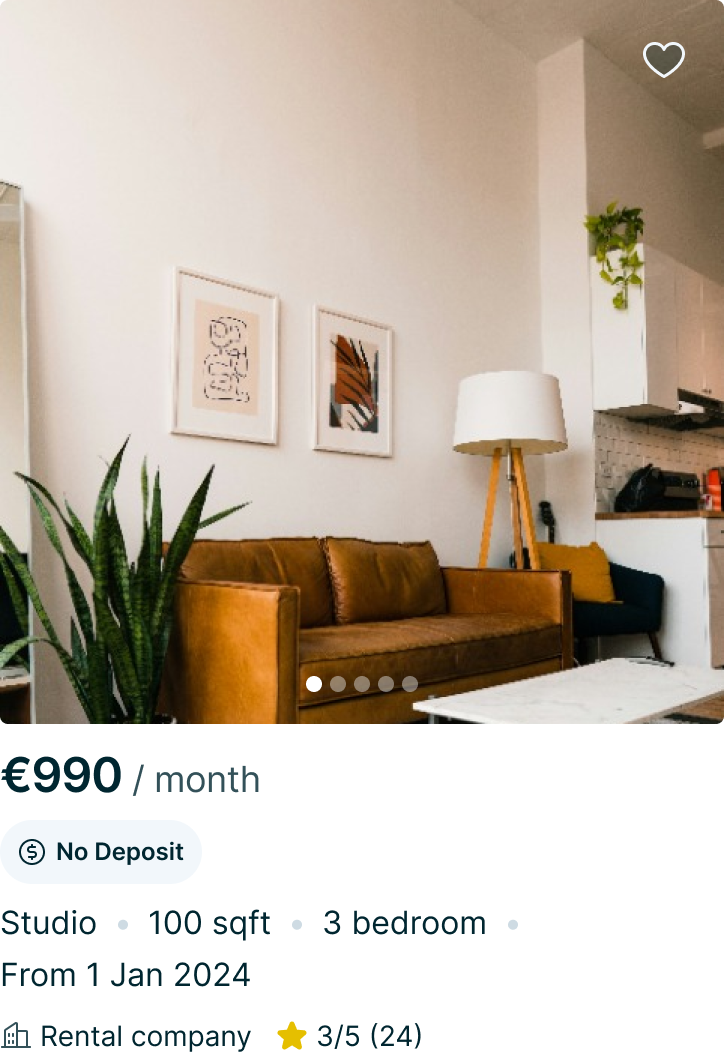 €990 / month
No Deposit
Studio • 100 sqft • 3 bedroom •
From 1 Jan 2024
Rental company 3/5 (24)